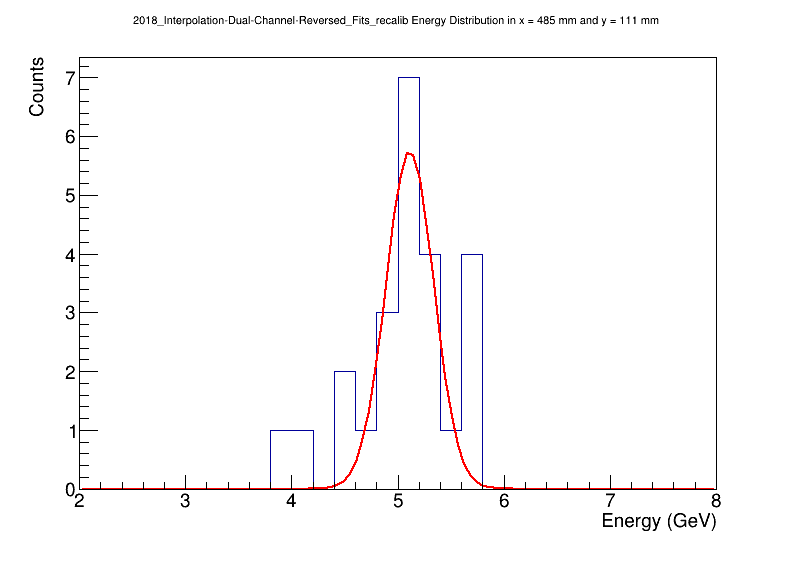 2018_Interpolation-Dual-Channel-Reversed_Fits_recalib Energy Distribution in x = 485 mm and y = 111 mm
Counts
7
6
5
4
3
2
1
0
2 3 4 5 6 7 8
Energy (GeV)